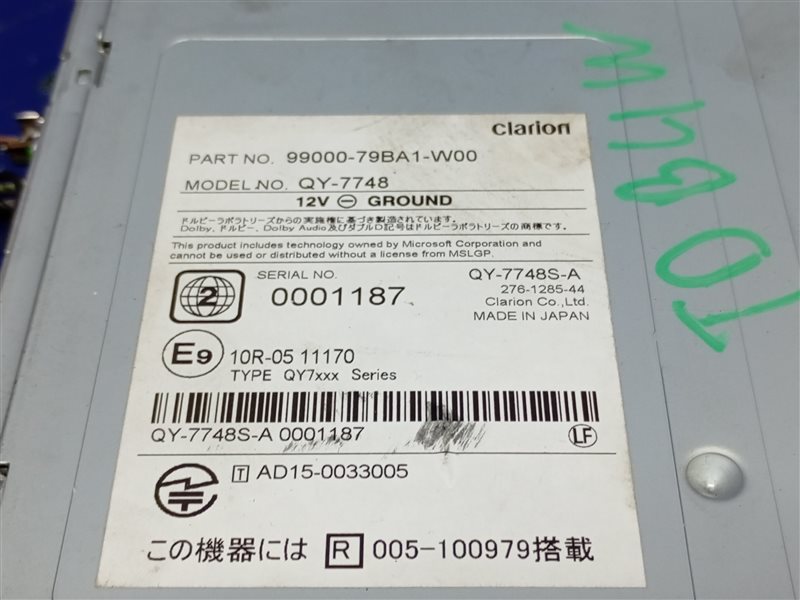 Clarion
PART NO. 99000-79BA1-W00
MODEL NO. QY-7748
12V ⊖ GROUND
ドルビーラボラトリーズからの実施権に基づき製造されています。
Dolby、ドルビー、Dolby Audio及びダブルD記号はドルビーラボラトリーズの商標です。
This product includes technology owned by Microsoft Corporation and
cannot be used or distributed without a license from MSLGP.
2
SERIAL NO.
0001187
QY-7748S-A
276-1285-44
Clarion Co.,Ltd.
MADE IN JAPAN
E9 10R-05 11170
TYPE QY7xxx Series
QY-7748S-A 0001187
LF
T AD15-0033005
この機器には R 005-100979搭載